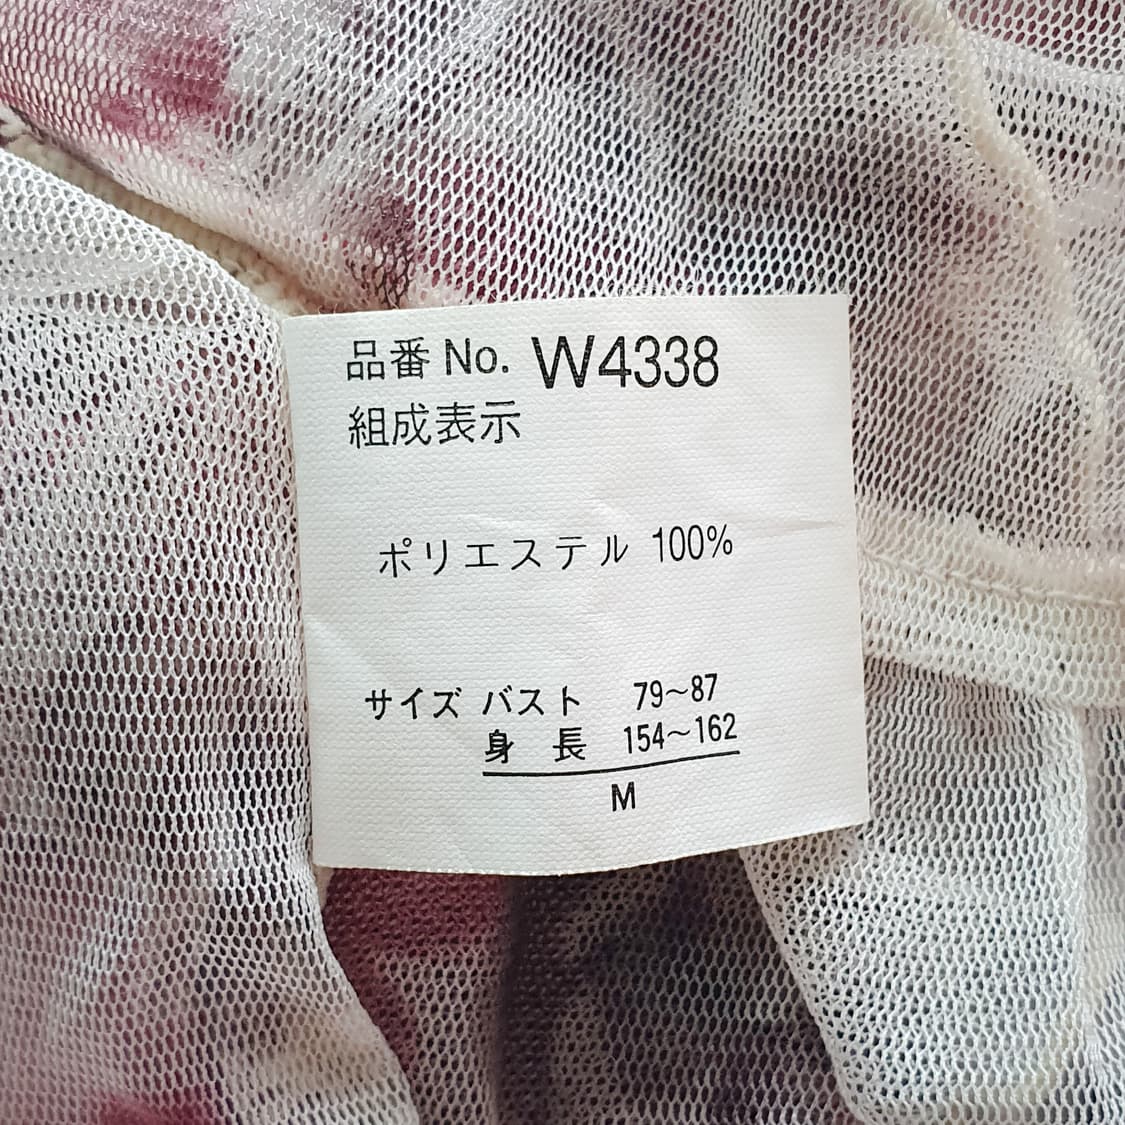 品番 No. W4338
組成表示
ポリエステル 100%
サイズ バスト 79~87
身 長 154~162
M